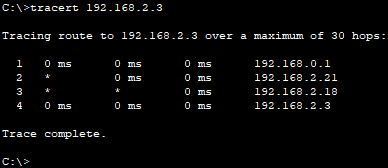 C:\>tracert 192.168.2.3
Tracing route to 192.168.2.3 over a maximum of 30 hops:
1 0 ms 0 ms 0 ms 192.168.0.1
2 * 0 ms 0 ms 192.168.2.21
3 * * 0 ms 192.168.2.18
4 0 ms 0 ms 0 ms 192.168.2.3
Trace complete.
C:\>